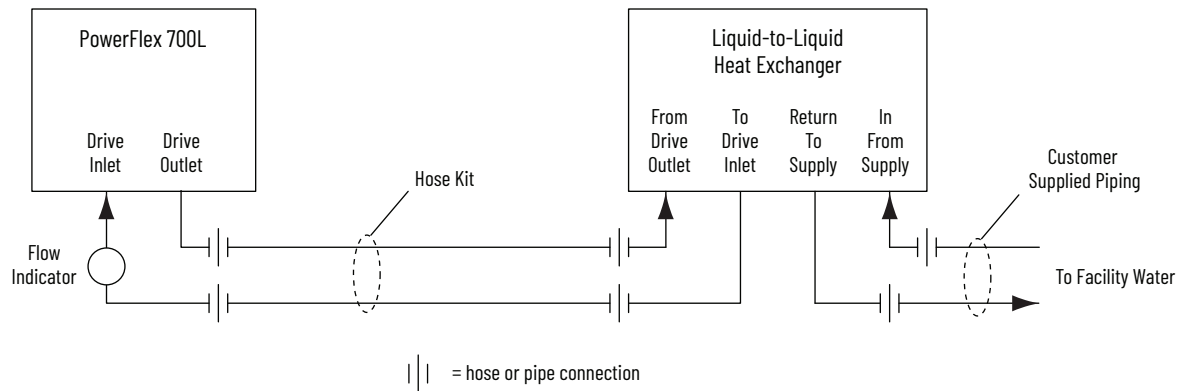 PowerFlex 700L
Drive
Inlet
Drive
Outlet
Liquid-to-Liquid
Heat Exchanger
From
Drive
Outlet
To
Drive
Inlet
Return
To
Supply
In
From
Supply
Hose Kit
Customer
Supplied Piping
Flow
Indicator
To Facility Water
= hose or pipe connection